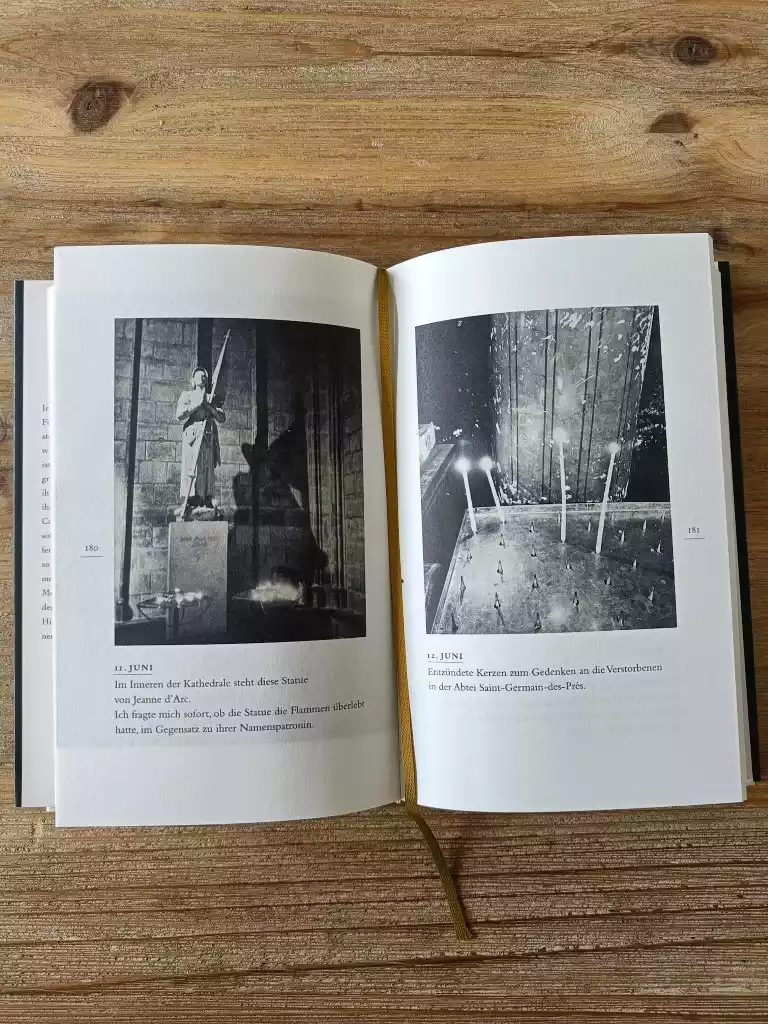 180
11. JUNI
Im Inneren der Kathedrale steht diese Statue
von Jeanne d'Arc.
Ich fragte mich sofort, ob die Statue die Flammen überlebt
hatte, im Gegensatz zu ihrer Namenspatronin.
181
12. JUNI
Entzündete Kerzen zum Gedenken an die Verstorbenen
in der Abtei Saint-Germain-des-Prés.